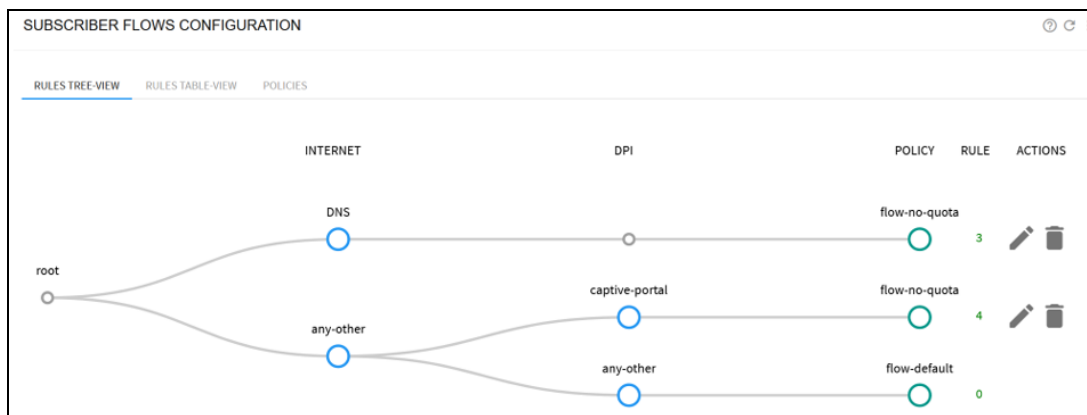 SUBSCRIBER FLOWS CONFIGURATION
RULES TREE-VIEW RULES TABLE-VIEW POLICIES
INTERNET DPI POLICY RULE ACTIONS
DNS flow-no-quota
3
root
captive-portal flow-no-quota
4
any-other
any-other flow-default
0